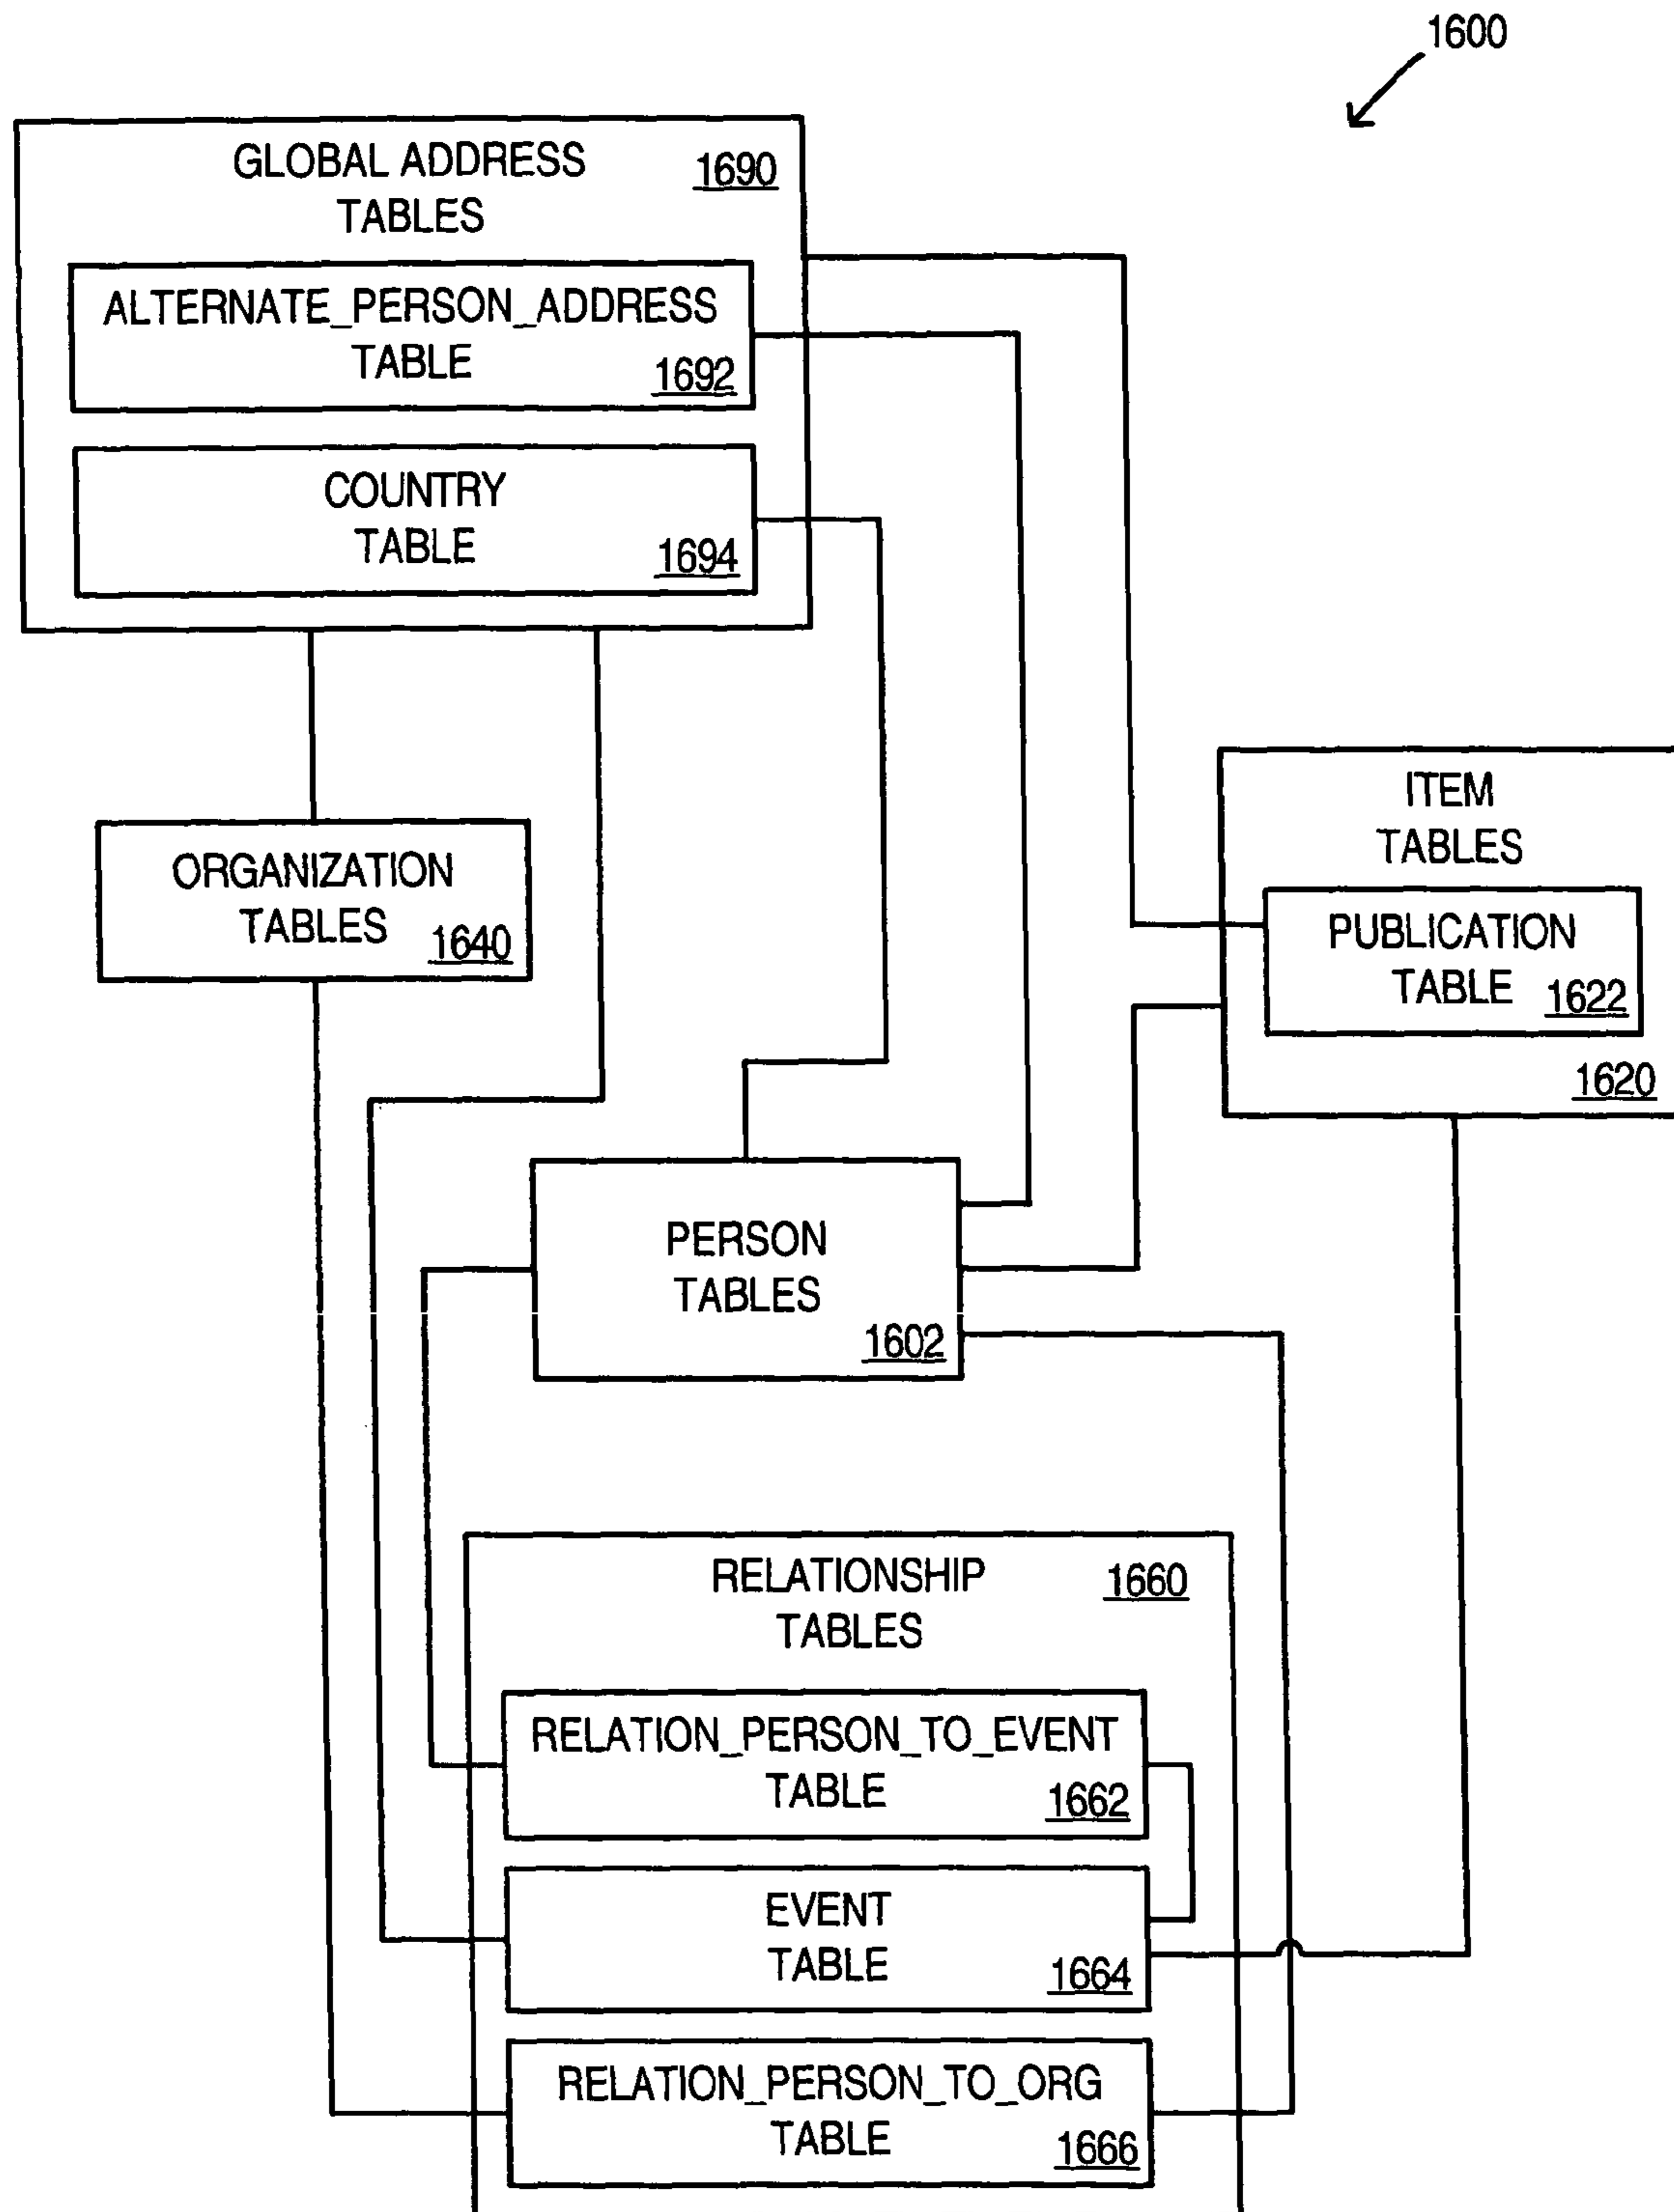 1600
GLOBAL ADDRESS
TABLES
1690
ALTERNATE_PERSON_ADDRESS
TABLE
1692
COUNTRY
TABLE
1694
ITEM
TABLES
PUBLICATION
TABLE
1622
1620
ORGANIZATION
TABLES
1640
PERSON
TABLES
1602
RELATIONSHIP
TABLES
1660
RELATION_PERSON_TO_EVENT
TABLE
1662
EVENT
TABLE
1664
RELATION_PERSON_TO_ORG
TABLE
1666